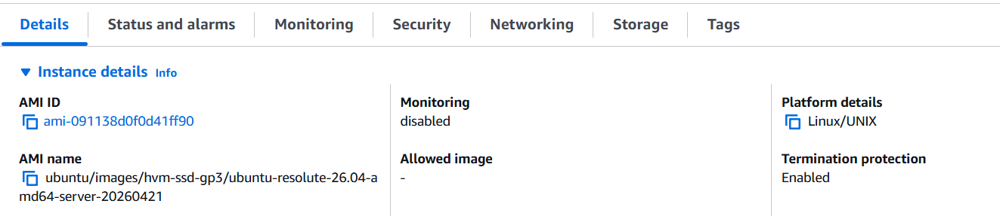 Details
Status and alarms
Monitoring
Security
Networking
Storage
Tags
Instance details Info
AMI ID
ami-091138d0f0d41ff90
Monitoring
disabled
Platform details
Linux/UNIX
AMI name
ubuntu/images/hvm-ssd-gp3/ubuntu-resolute-26.04-a
md64-server-20260421
Allowed image
-
Termination protection
Enabled